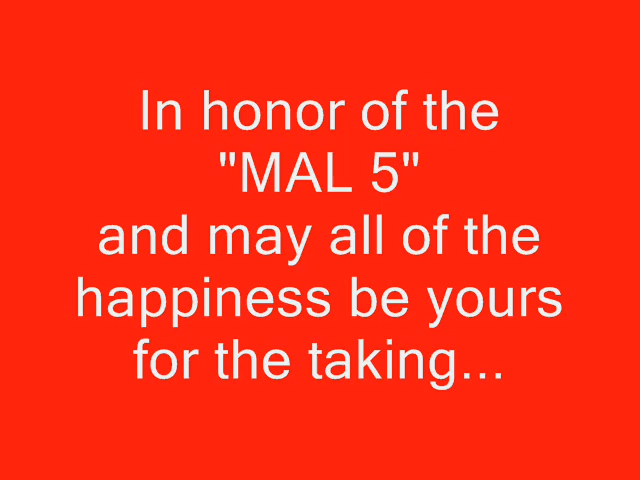 In honor of the
"MAL 5"
and may all of the
happiness be yours
for the taking...